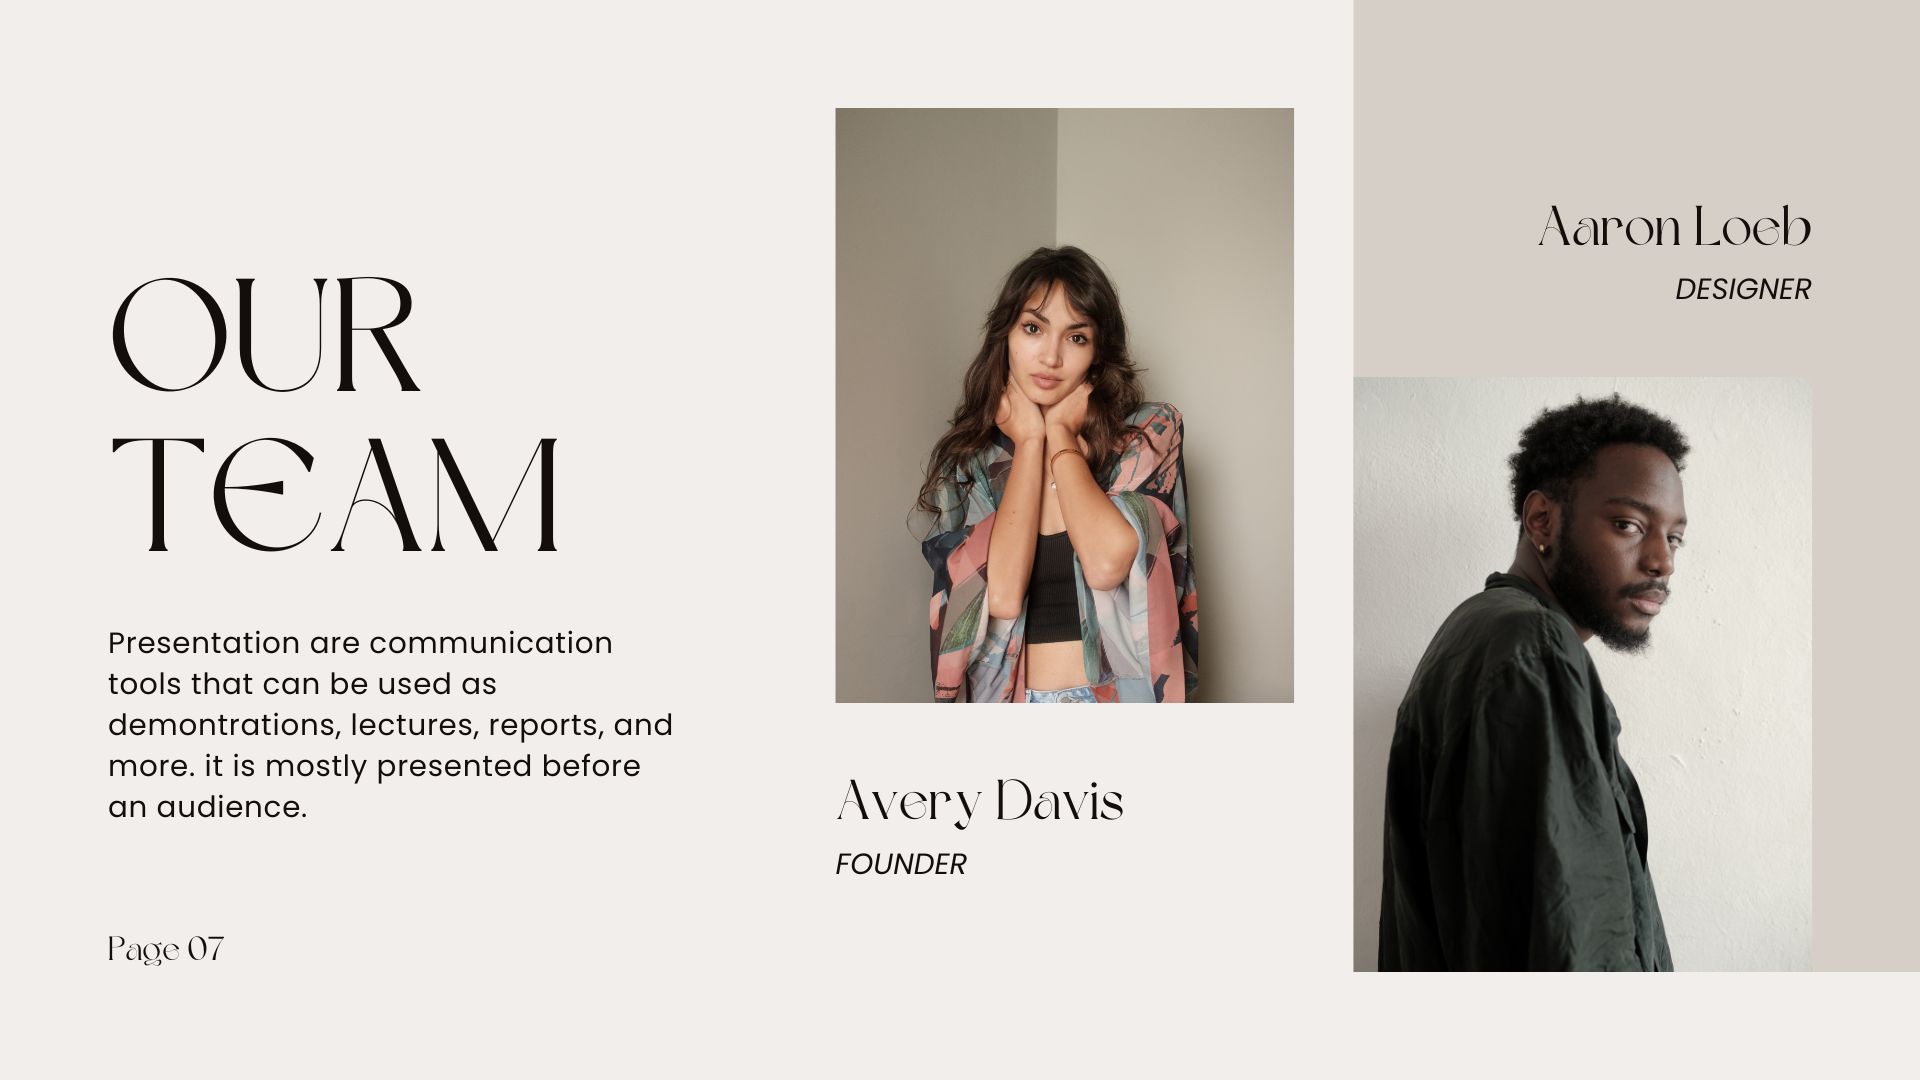 OUR
TEAM
Presentation are communication
tools that can be used as
demontrations, lectures, reports, and
more. it is mostly presented before
an audience.
Page 07
Avery Davis
FOUNDER
Aaron Loeb
DESIGNER